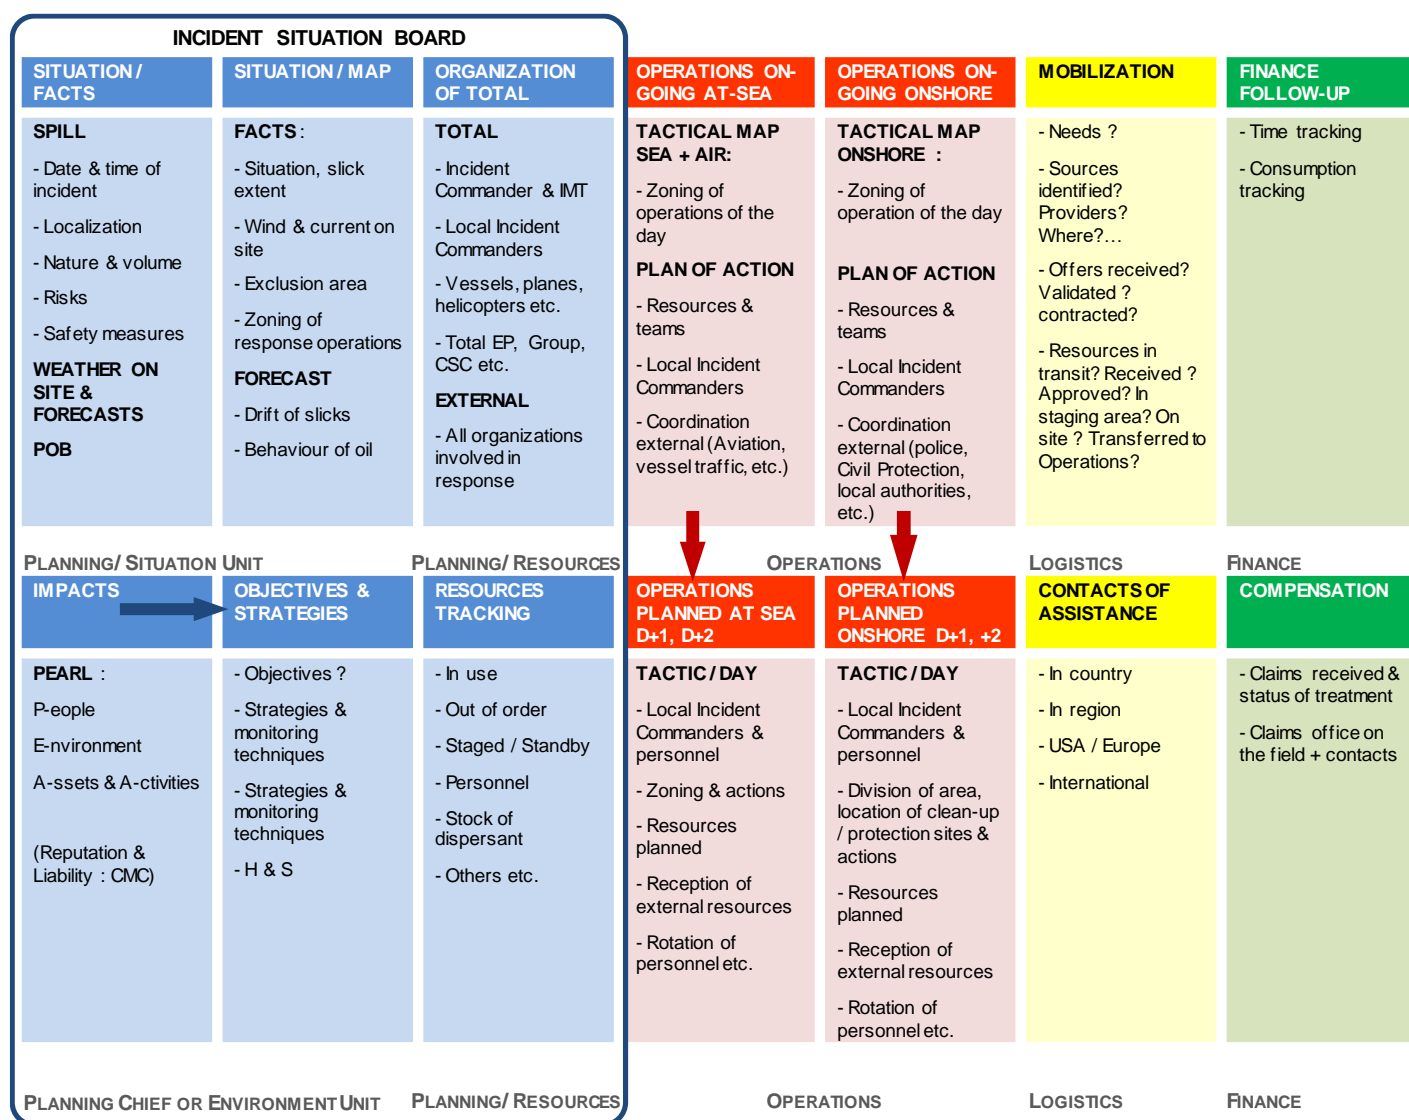 INCIDENT SITUATION BOARD
SITUATION /
FACTS
SPILL
- Date & time of
incident
- Localization
- Nature & volume
- Risks
- Safety measures
WEATHER ON
SITE &
FORECASTS
POB
SITUATION / MAP
FACTS :
- Situation, slick
extent
- Wind & current on
site
- Exclusion area
- Zoning of
response operations
FORECAST
- Drift of slicks
- Behaviour of oil
ORGANIZATION
OF TOTAL
TOTAL
- Incident
Commander & IMT
- Local Incident
Commanders
- Vessels, planes,
helicopters etc.
- Total EP, Group,
CSC etc.
EXTERNAL
- All organizations
involved in
response
OPERATIONS ON-
GOING AT-SEA
TACTICAL MAP
SEA + AIR:
- Zoning of
operations of the
day
PLAN OF ACTION
- Resources &
teams
- Local Incident
Commanders
- Coordination
external (Aviation,
vessel traffic, etc.)
OPERATIONS ON-
GOING ONSHORE
TACTICAL MAP
ONSHORE :
- Zoning of
operation of the day
PLAN OF ACTION
- Resources &
teams
- Local Incident
Commanders
- Coordination
external (police,
Civil Protection,
local authorities,
etc.)
MOBILIZATION
- Needs ?
- Sources
identified?
Providers?
Where?…
- Offers received?
Validated ?
contracted?
- Resources in
transit? Received ?
Approved? In
staging area? On
site ? Transferred to
Operations?
FINANCE
FOLLOW-UP
- Time tracking
- Consumption
tracking
PLANNING/ SITUATION UNIT
PLANNING/ RESOURCES
OPERATIONS
LOGISTICS
FINANCE
IMPACTS
PEARL :
P-eople
E-nvironment
A-ssets & A-ctivities
(Reputation &
Liability : CMC)
OBJECTIVES &
STRATEGIES
- Objectives ?
- Strategies &
monitoring
techniques
- Strategies &
monitoring
techniques
- H & S
RESOURCES
TRACKING
- In use
- Out of order
- Staged / Standby
- Personnel
- Stock of
dispersant
- Others etc.
OPERATIONS
PLANNED AT SEA
D+1, D+2
TACTIC / DAY
- Local Incident
Commanders &
personnel
- Zoning & actions
- Resources
planned
- Reception of
external resources
- Rotation of
personnel etc.
OPERATIONS
PLANNED
ONSHORE D+1, +2
TACTIC / DAY
- Local Incident
Commanders &
personnel
- Division of area,
location of clean-up
/ protection sites &
actions
- Resources
planned
- Reception of
external resources
- Rotation of
personnel etc.
CONTACTS OF
ASSISTANCE
- In country
- In region
- USA / Europe
- International
COMPENSATION
- Claims received &
status of treatment
- Claims office on
the field + contacts
PLANNING CHIEF OR ENVIRONMENT UNIT
PLANNING/ RESOURCES
OPERATIONS
LOGISTICS
FINANCE